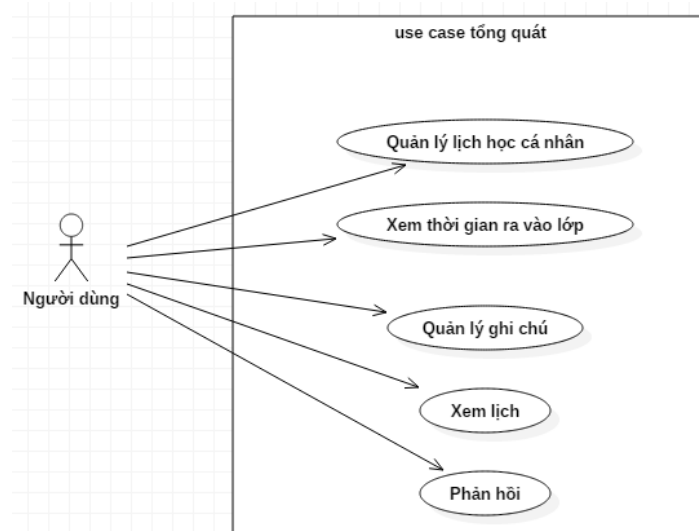 use case tổng quát
Quản lý lịch học cá nhân
Xem thời gian ra vào lớp
Người dùng
Quản lý ghi chú
Xem lịch
Phản hồi